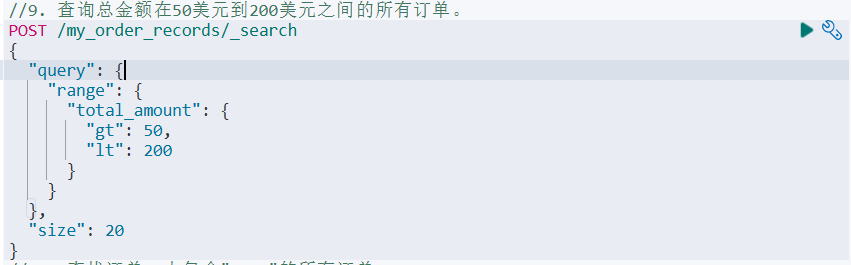 //9. 查询总金额在50美元到200美元之间的所有订单。
POST /my_order_records/_search
{
  "query": {
    "range": {
      "total_amount": {
        "gt": 50,
        "lt": 200
      }
    }
  },
  "size": 20
}